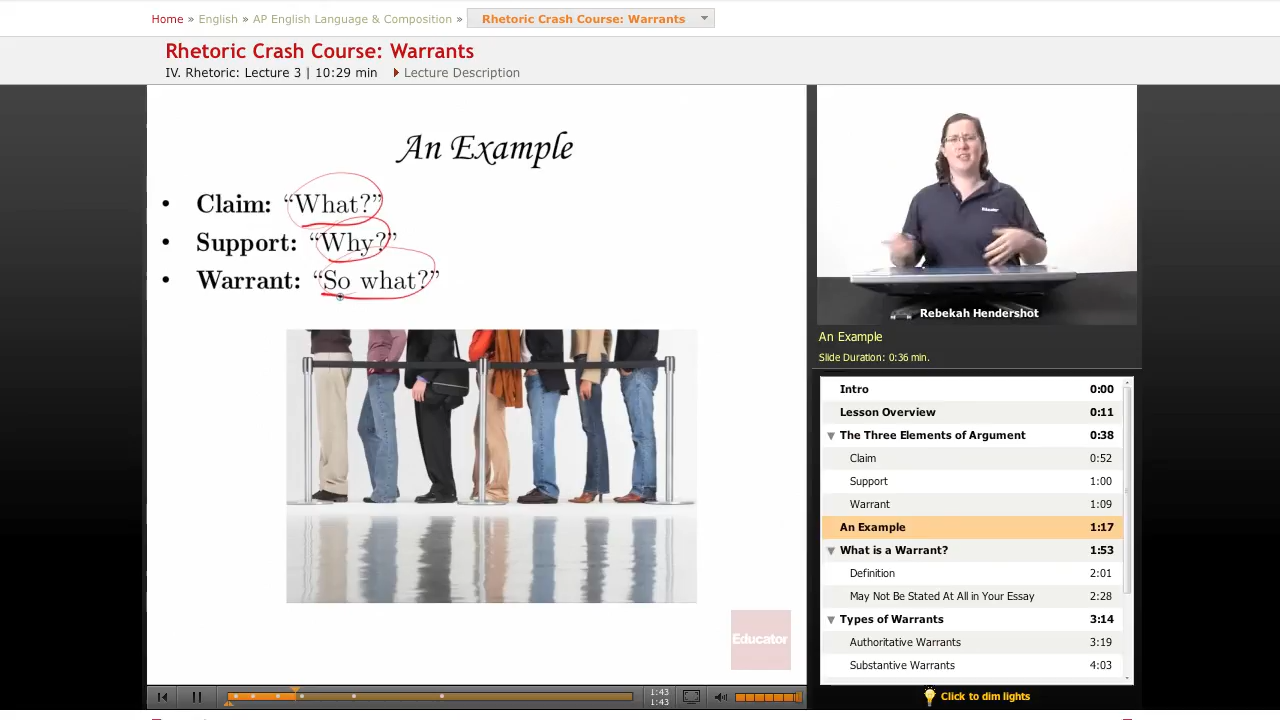 Home » English » AP English Language & Composition » Rhetoric Crash Course: Warrants
Rhetoric Crash Course: Warrants
IV. Rhetoric: Lecture 3 | 10:29 min Lecture Description
An Example
• Claim: “What?”
• Support: “Why?”
• Warrant: “So what?”
Educator
1:43
1:43
Rebekah Hendershot
An Example
Slide Duration: 0:36 min.
Intro 0:00
Lesson Overview 0:11
The Three Elements of Argument 0:38
Claim 0:52
Support 1:00
Warrant 1:09
An Example 1:17
What is a Warrant? 1:53
Definition 2:01
May Not Be Stated At All in Your Essay 2:28
Types of Warrants 3:14
Authoritative Warrants 3:19
Substantive Warrants 4:03
Click to dim lights